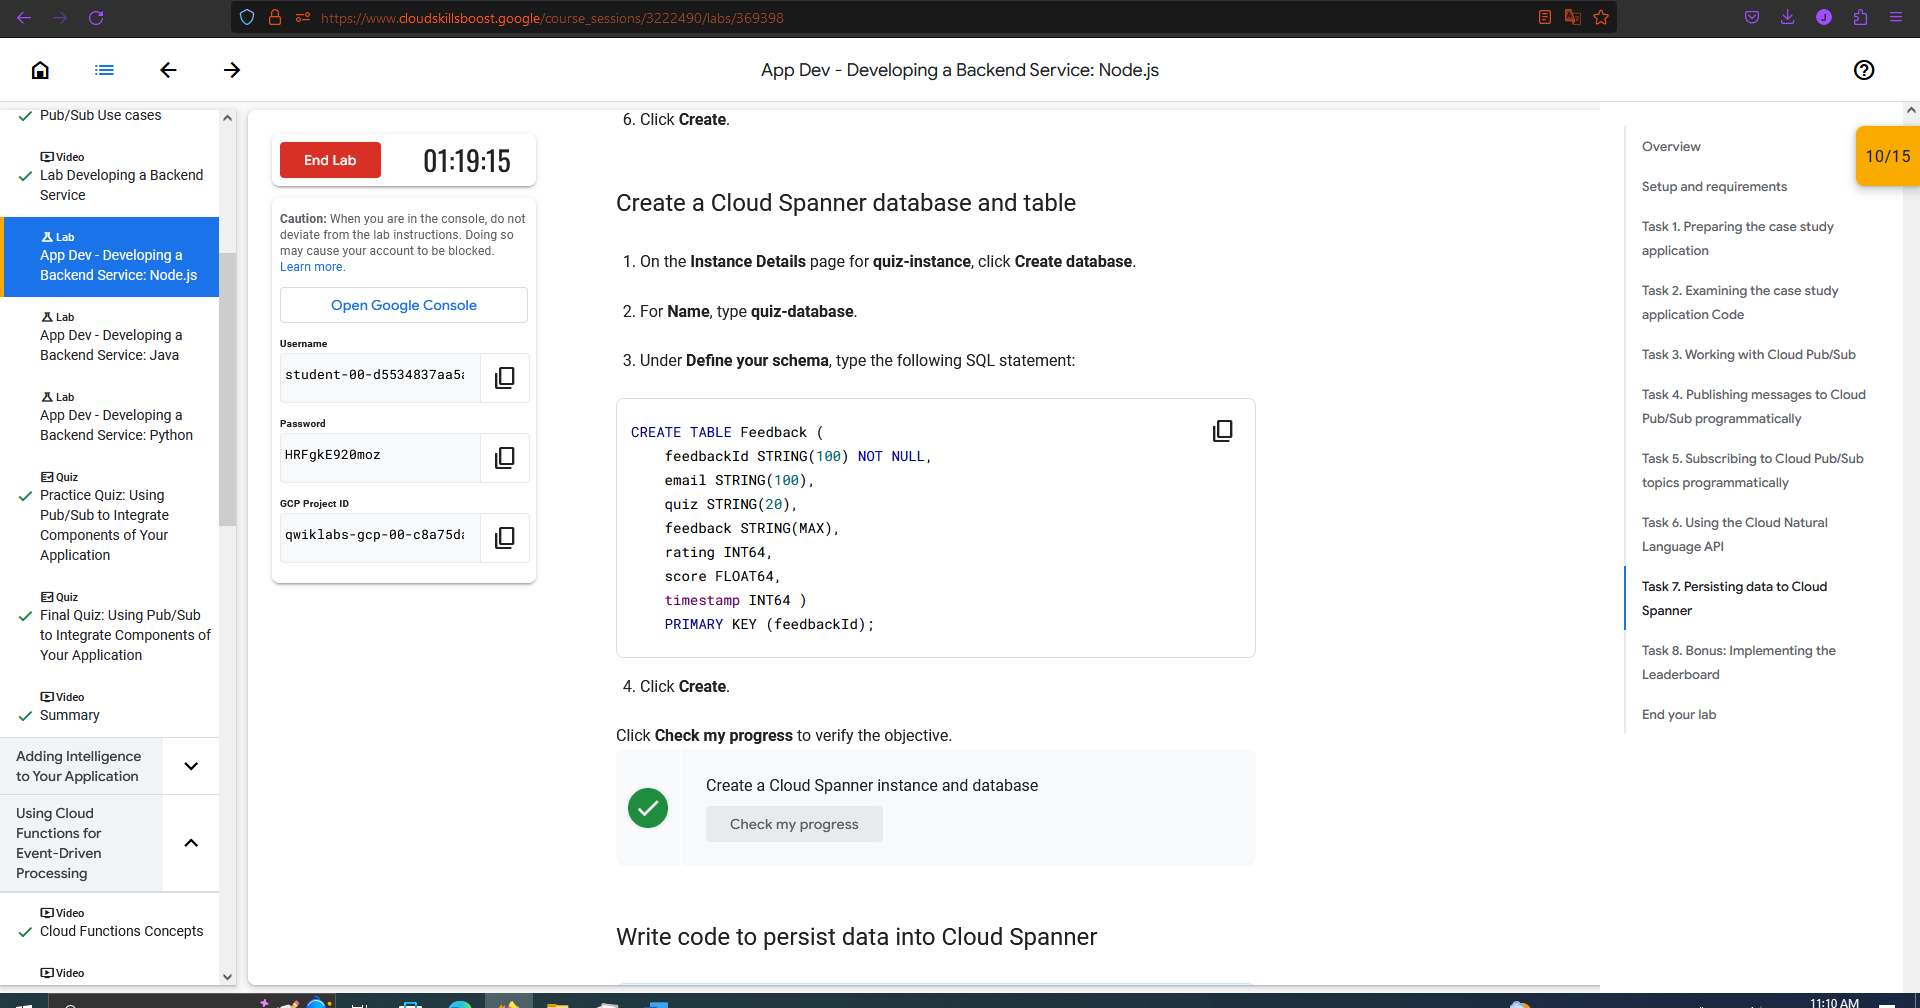 https://www.cloudskillsboost.google/course_sessions/3222490/labs/369398
App Dev - Developing a Backend Service: Node.js
Pub/Sub Use cases
Video
Lab Developing a Backend
Service
Lab
App Dev - Developing a
Backend Service: Node.js
Lab
App Dev - Developing a
Backend Service: Java
Lab
App Dev - Developing a
Backend Service: Python
Quiz
Practice Quiz: Using
Pub/Sub to Integrate
Components of Your
Application
Quiz
Final Quiz: Using Pub/Sub
to Integrate Components of
Your Application
Video
Summary
Adding Intelligence
to Your Application
Using Cloud
Functions for
Event-Driven
Processing
Video
Cloud Functions Concepts
Video
End Lab
01:19:15
Caution: When you are in the console, do not
deviate from the lab instructions. Doing so
may cause your account to be blocked.
Learn more.
Open Google Console
Username
student-00-d5534837aa5
Password
HRFgkE920moz
GCP Project ID
qwiklabs-gcp-00-c8a75d
6. Click Create.
Create a Cloud Spanner database and table
1. On the Instance Details page for quiz-instance, click Create database.
2. For Name, type quiz-database.
3. Under Define your schema, type the following SQL statement:
CREATE TABLE Feedback (
feedbackId STRING(100) NOT NULL,
email STRING(100),
quiz STRING(20),
feedback STRING(MAX),
rating INT64,
score FLOAT64,
timestamp INT64 )
PRIMARY KEY (feedbackId);
4. Click Create.
Click Check my progress to verify the objective.
Create a Cloud Spanner instance and database
Check my progress
Write code to persist data into Cloud Spanner
Overview
Setup and requirements
Task 1. Preparing the case study
application
Task 2. Examining the case study
application Code
Task 3. Working with Cloud Pub/Sub
Task 4. Publishing messages to Cloud
Pub/Sub programmatically
Task 5. Subscribing to Cloud Pub/Sub
topics programmatically
Task 6. Using the Cloud Natural
Language API
Task 7. Persisting data to Cloud
Spanner
Task 8. Bonus: Implementing the
Leaderboard
End your lab
10/15
J
11:10 AM